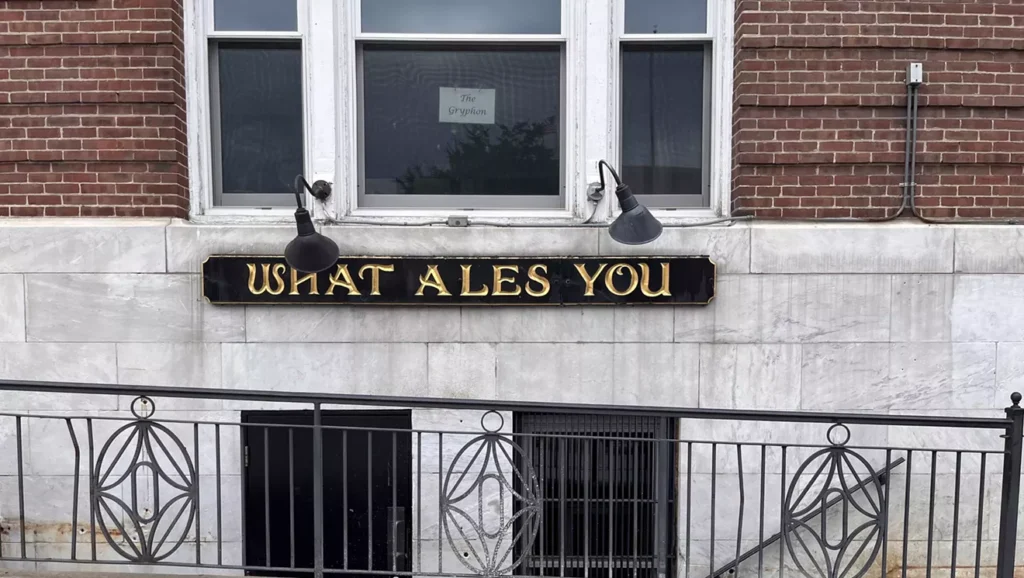 The
Gryphon
WHAT ALES YOU